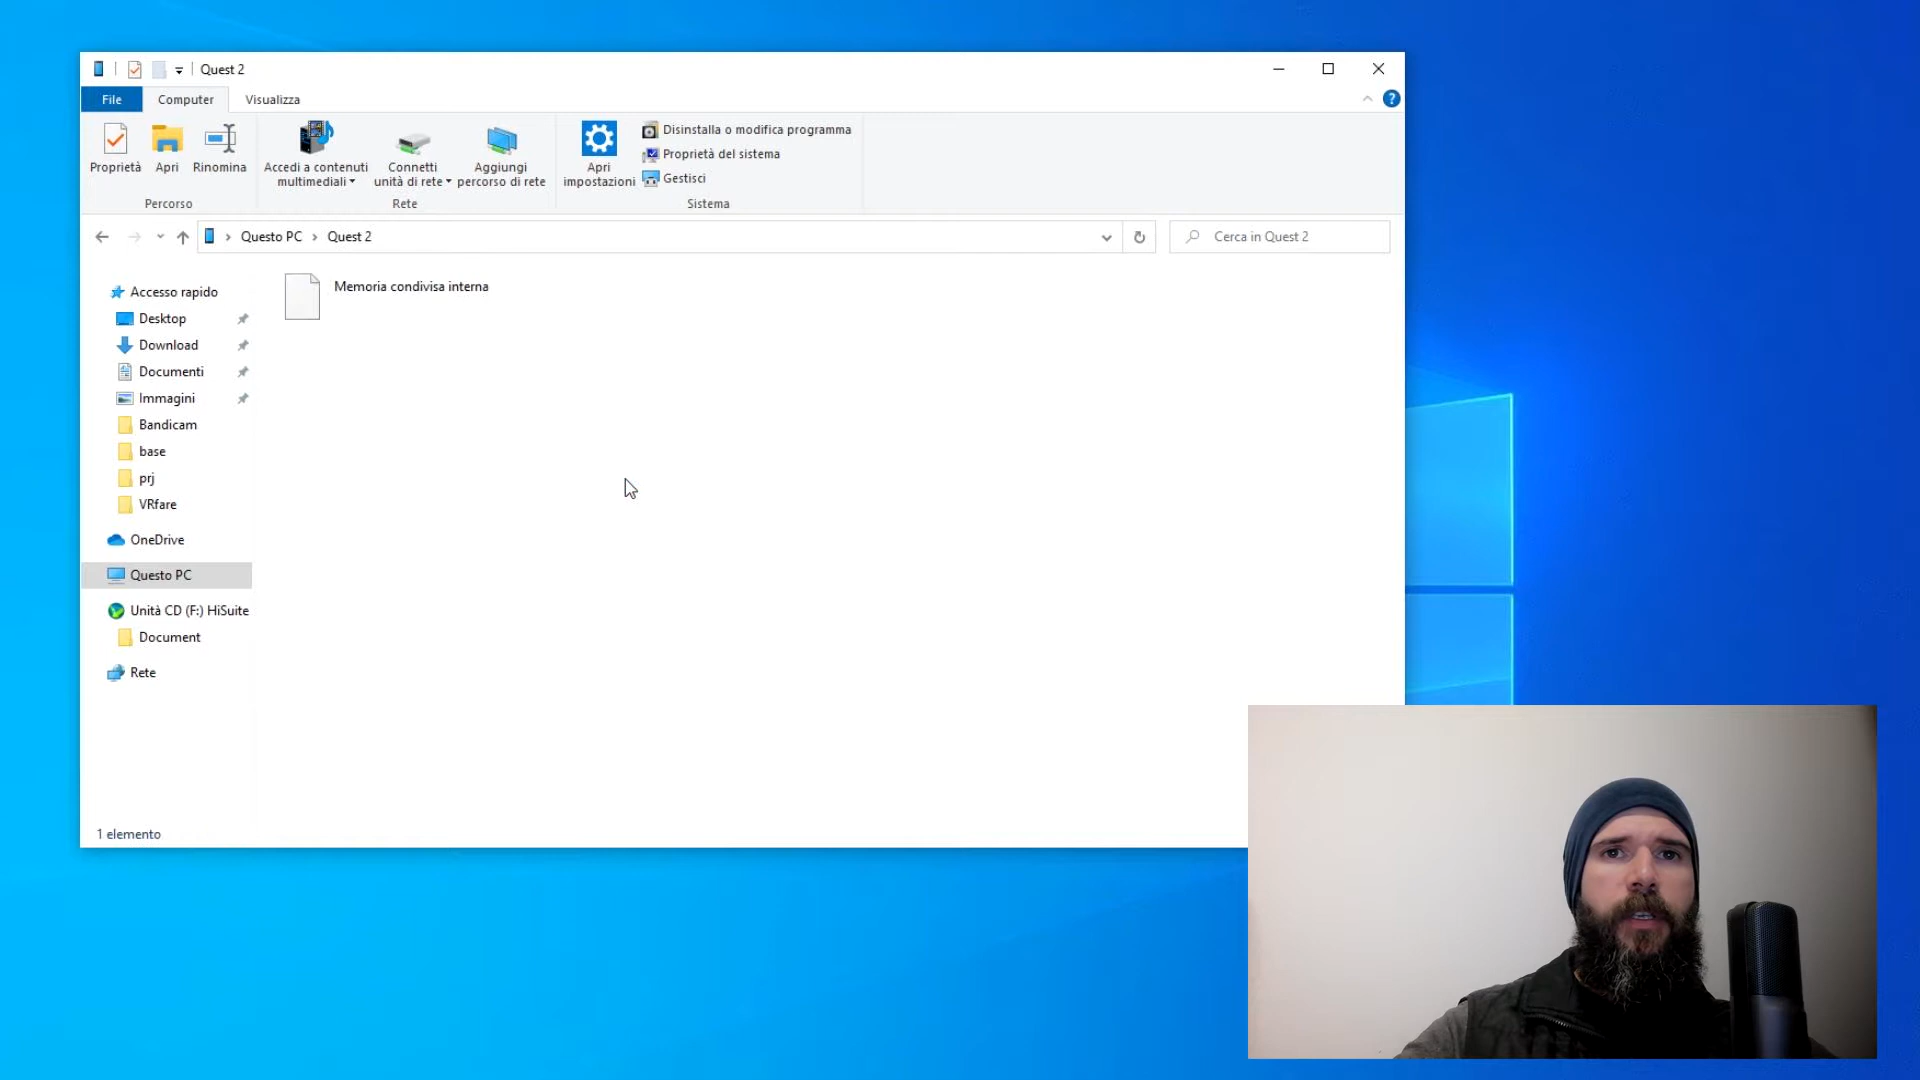 Quest 2
File
Computer
Visualizza
Proprietà
Apri
Rinomina
Accedi a contenuti
multimediali
Connetti
unità di rete
Aggiungi
percorso di rete
Apri
impostazioni
Disinstalla o modifica programma
Proprietà del sistema
Gestisci
Percorso
Rete
Sistema
Questo PC
Quest 2
Cerca in Quest 2
Accesso rapido
Desktop
Download
Documenti
Immagini
Bandicam
base
prj
VRfare
OneDrive
Questo PC
Unità CD (F:) HiSuite
Document
Rete
Memoria condivisa interna
1 elemento